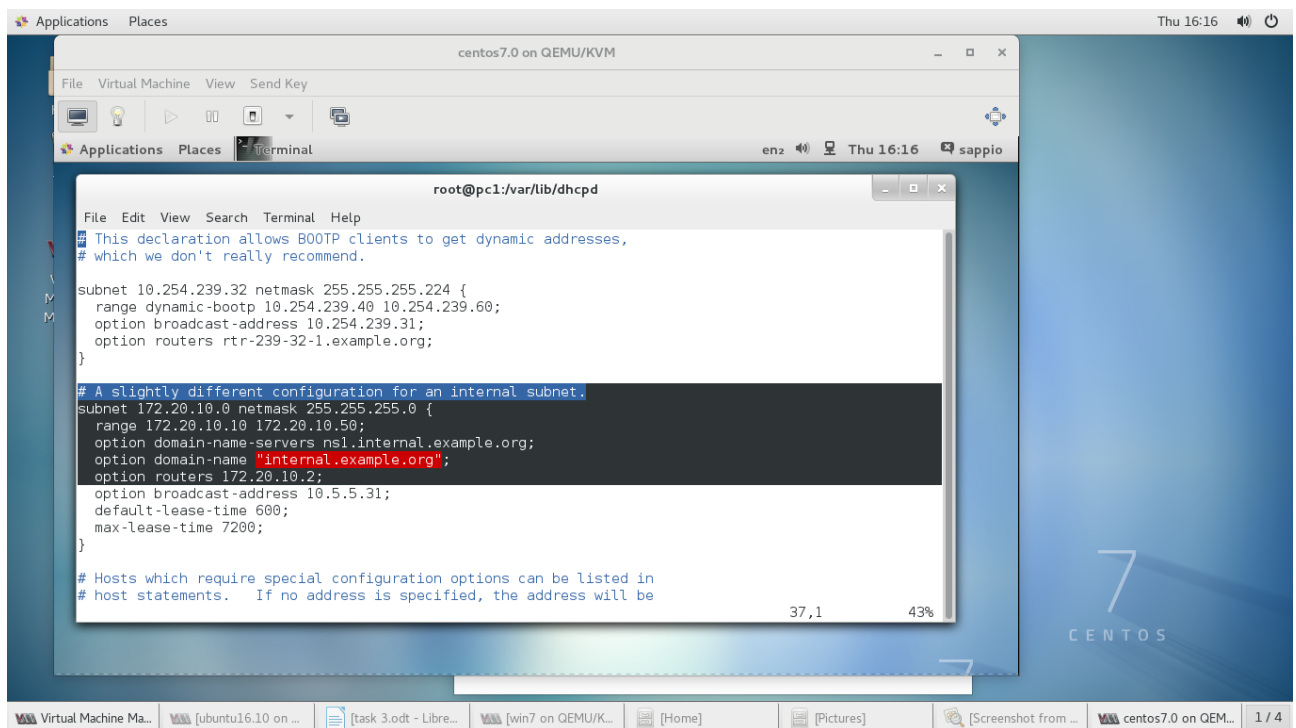 Applications Places Thu 16:16
centos7.0 on QEMU/KVM
File Virtual Machine View Send Key
Applications Places Terminal en₂ Thu 16:16 sappio
root@pc1:/var/lib/dhcpd
File Edit View Search Terminal Help
# This declaration allows BOOTP clients to get dynamic addresses,
# which we don't really recommend.
subnet 10.254.239.32 netmask 255.255.255.224 {
range dynamic-bootp 10.254.239.40 10.254.239.60;
option broadcast-address 10.254.239.31;
option routers rtr-239-32-1.example.org;
}
# A slightly different configuration for an internal subnet.
subnet 172.20.10.0 netmask 255.255.255.0 {
range 172.20.10.10 172.20.10.50;
option domain-name-servers ns1.internal.example.org;
option domain-name "internal.example.org";
option routers 172.20.10.2;
option broadcast-address 10.5.5.31;
default-lease-time 600;
max-lease-time 7200;
}
# Hosts which require special configuration options can be listed in
# host statements. If no address is specified, the address will be
37,1 43%
7
CENTOS
Virtual Machine Ma... [ubuntu16.10 on ... [task 3.odt - Libre... [win7 on QEMU/K... [Home] [Pictures] [Screenshot from ... centos7.0 on QEM... 1 / 4